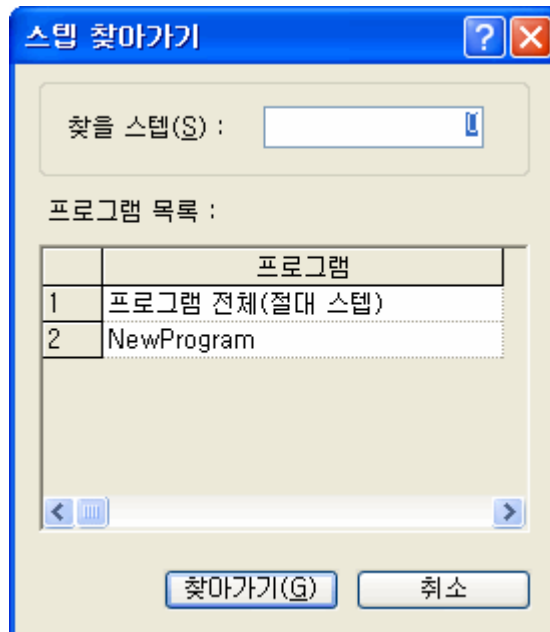 스텝 찾아가기
찾을 스텝(S) : 0
프로그램 목록 :
프로그램
1 프로그램 전체(절대 스텝)
2 NewProgram
찾아가기(G) 취소